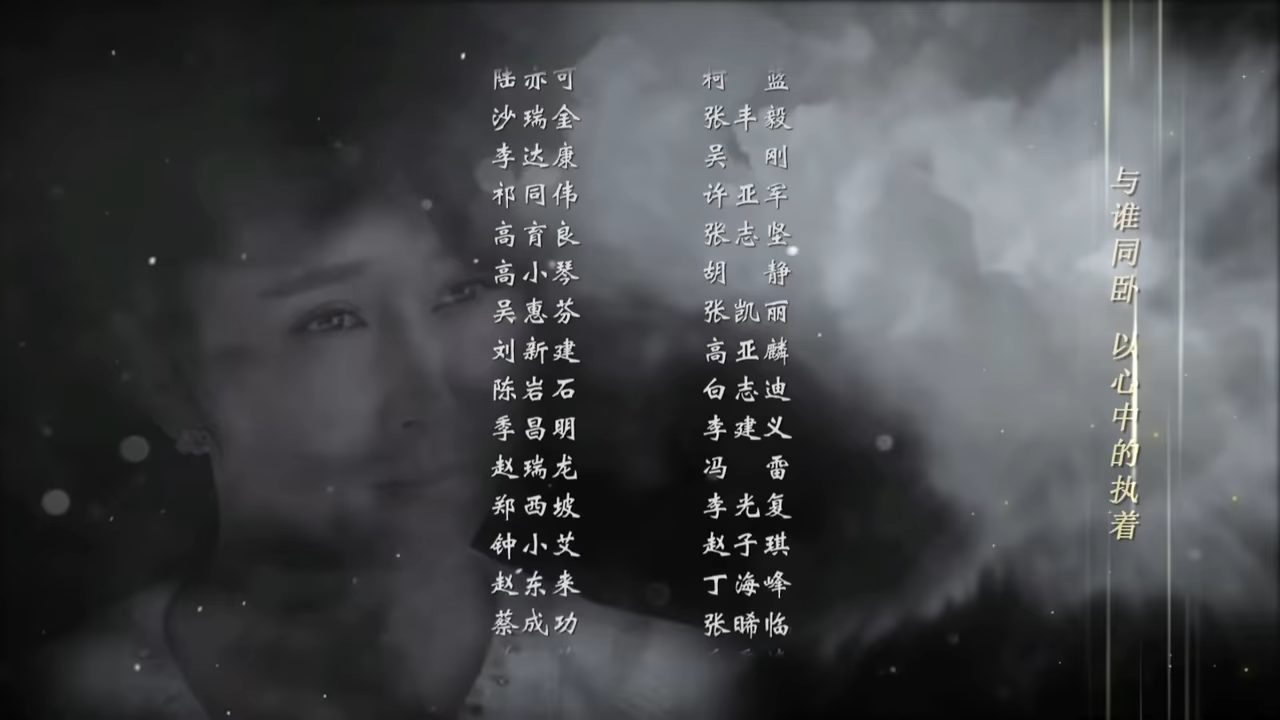 陆亦可 柯 蓝
沙瑞金 张丰毅
李达康 吴 刚
祁同伟 许亚军
高育良 张志坚
高小琴 胡 静
吴惠芬 张凯丽
刘新建 高亚麟
陈岩石 白志迪
季昌明 李建义
赵瑞龙 冯 雷
郑西坡 李光复
钟小艾 赵子琪
赵东来 丁海峰
蔡成功 张晞临
与谁同卧 以心中的执着